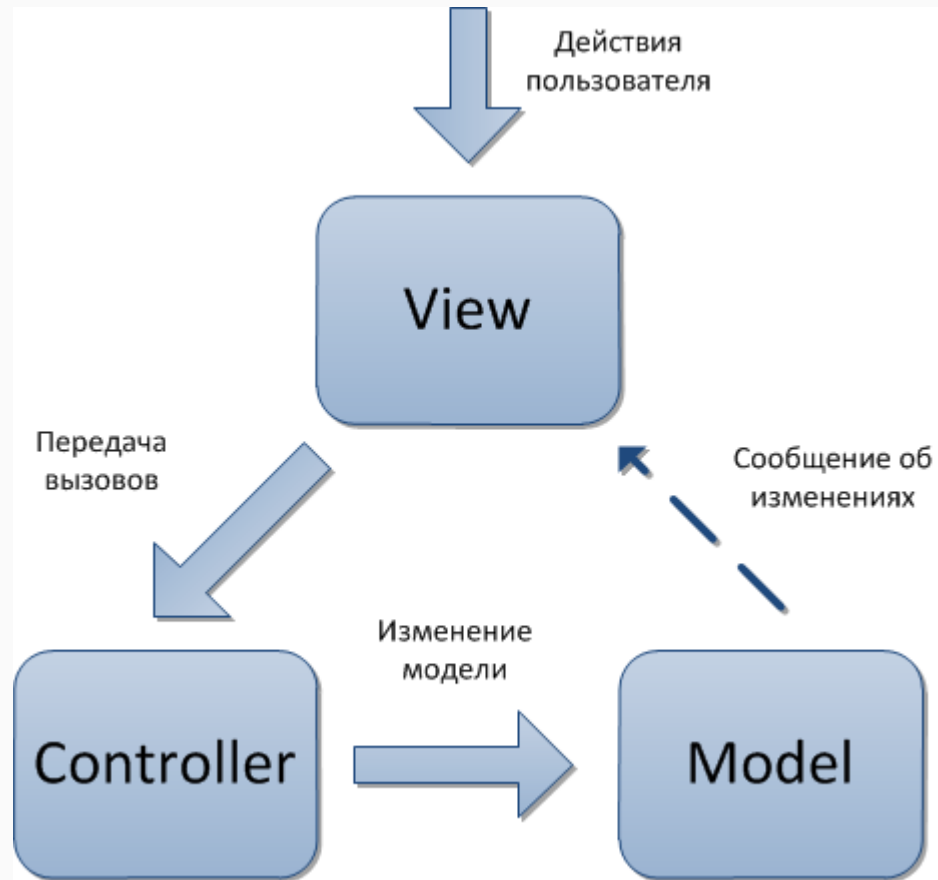 Действия
пользователя
View
Передача
вызовов
Сообщение об
изменениях
Изменение
модели
Controller
Model